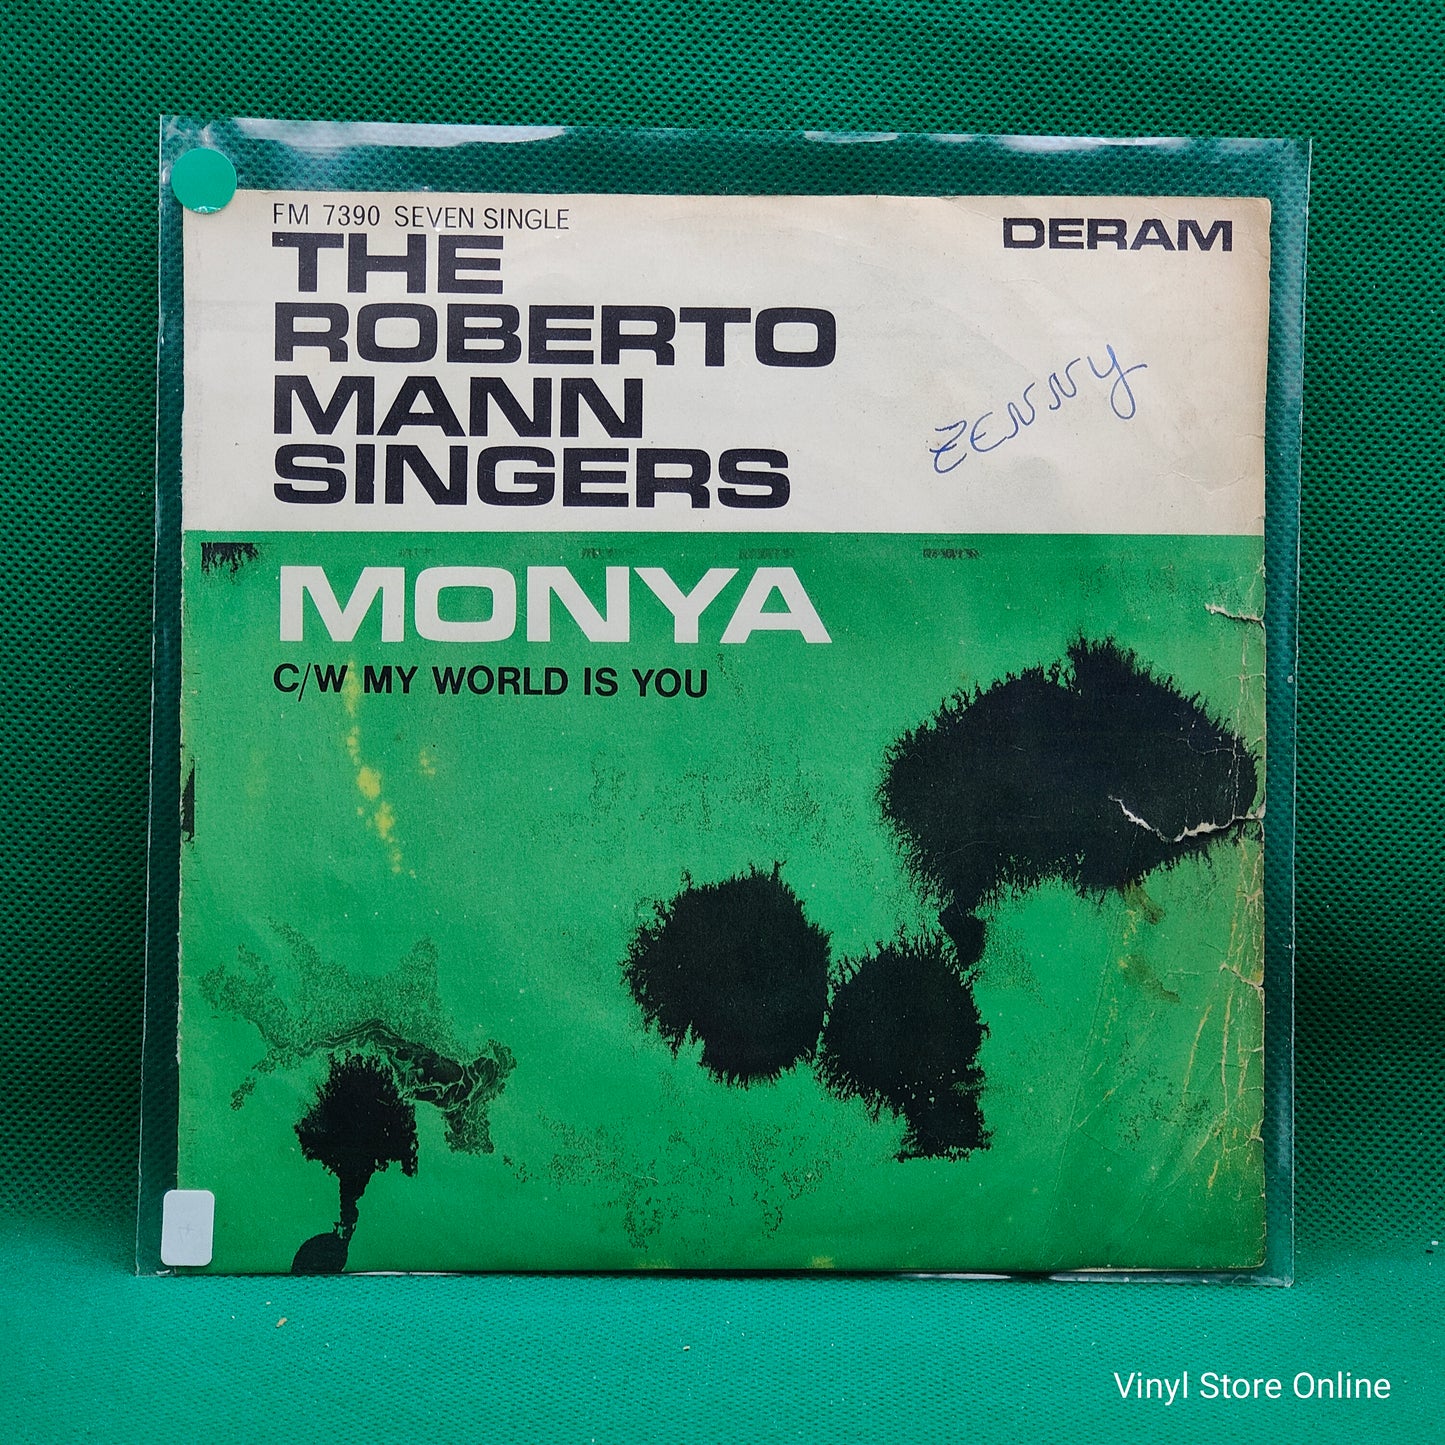 FM 7390 SEVEN SINGLE
DERAM
THE
ROBERTO
MANN
SINGERS
ZENNY
MONYA
C/W MY WORLD IS YOU
Vinyl Store Online